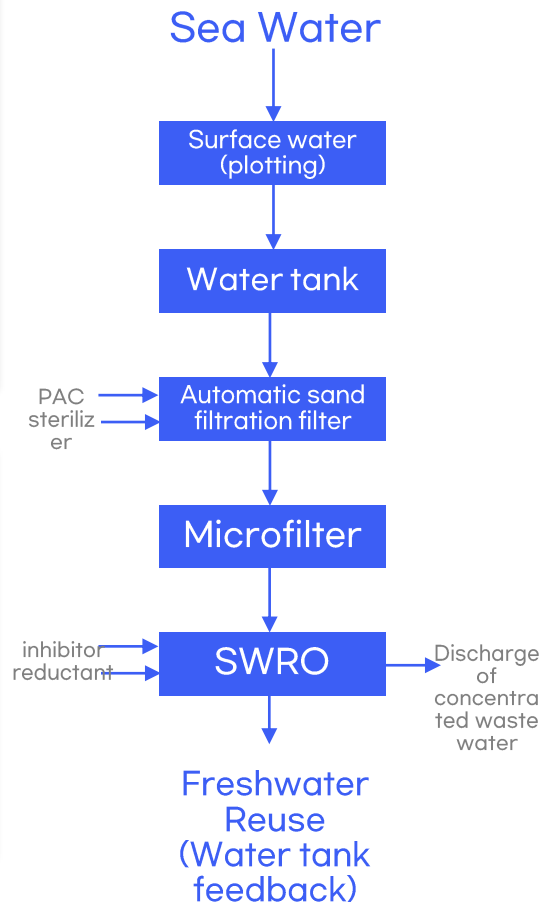 Sea Water
Surface water
(plotting)
Water tank
PAC
steriliz
er
Automatic sand
filtration filter
Microfilter
inhibitor
reductant
SWRO
Discharge
of
concentra
ted waste
water
Freshwater
Reuse
(Water tank
feedback)